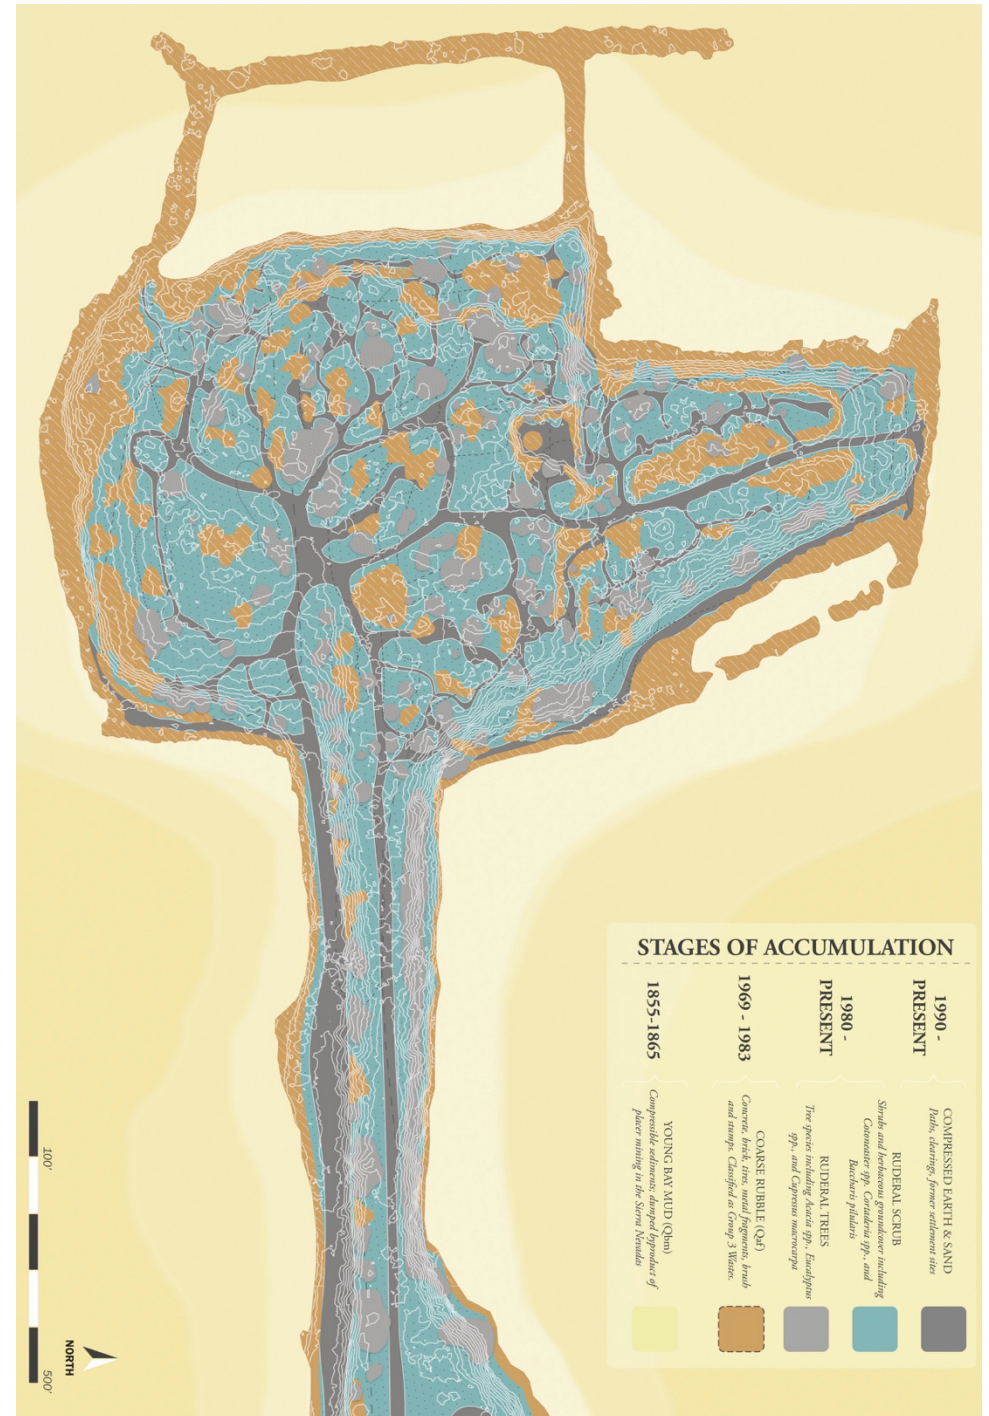 STAGES OF ACCUMULATION
1990 -
PRESENT
COMPRESSED EARTH & SAND
Paths, clearings, former settlement sites
1980 -
PRESENT
RUDERAL SCRUB
Shrubs and herbaceous groundcover including
Cotoneaster spp. Cortaderia spp., and
Baccharis pilularis
RUDERAL TREES
Tree species including Acacia spp., Eucalyptus
spp., and Cupressus macrocarpa
1969 - 1983
COARSE RUBBLE (Qaf)
Concrete, brick, tires, metal fragments, brush
and stumps. Classified as Group 3 Wastes.
1855-1865
YOUNG BAY MUD (Qbm)
Compressible sediments; dumped byproduct of
placer mining in the Sierra Nevadas
100'
500'
NORTH